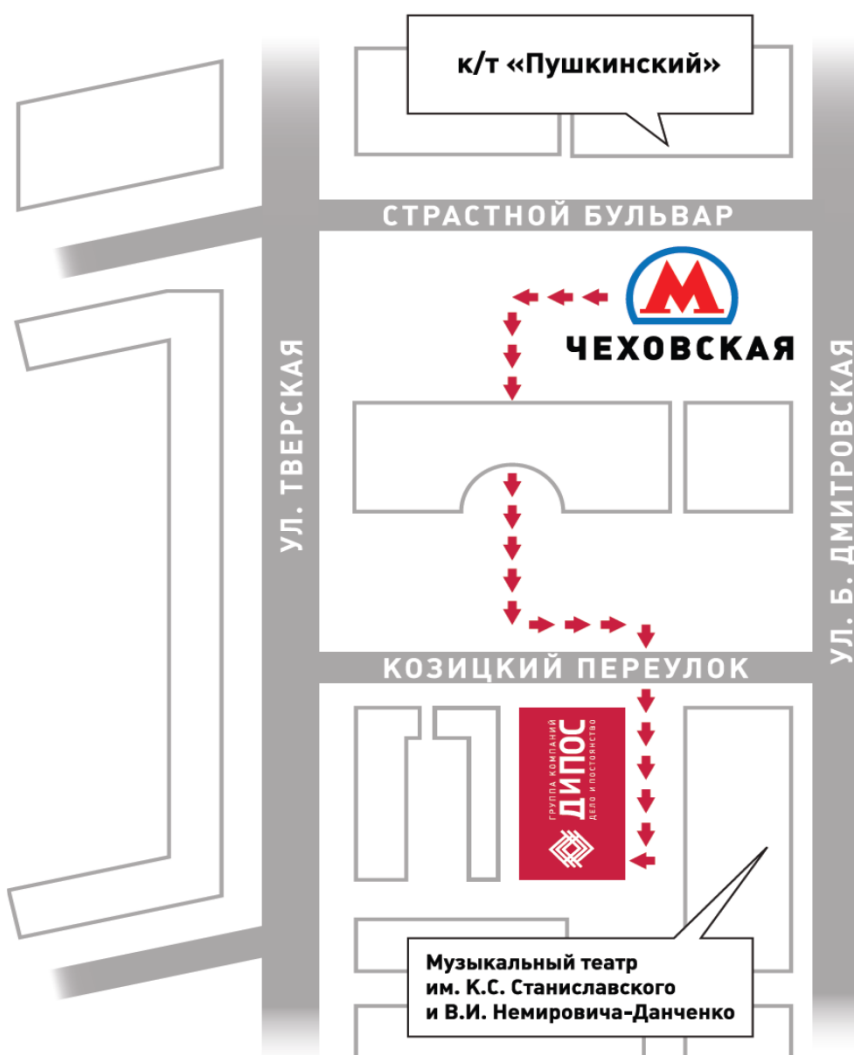 к/т «Пушкинский»
СТРАСТНОЙ БУЛЬВАР
М
ЧЕХОВСКАЯ
УЛ. ТВЕРСКАЯ
УЛ. Б. ДМИТРОВСКАЯ
КОЗИЦКИЙ ПЕРЕУЛОК
ГРУППА КОМПАНИЙ
ДИПОС
ДЕЛО И ПОСТОЯНСТВО
Музыкальный театр
им. К.С. Станиславского
и В.И. Немировича-Данченко